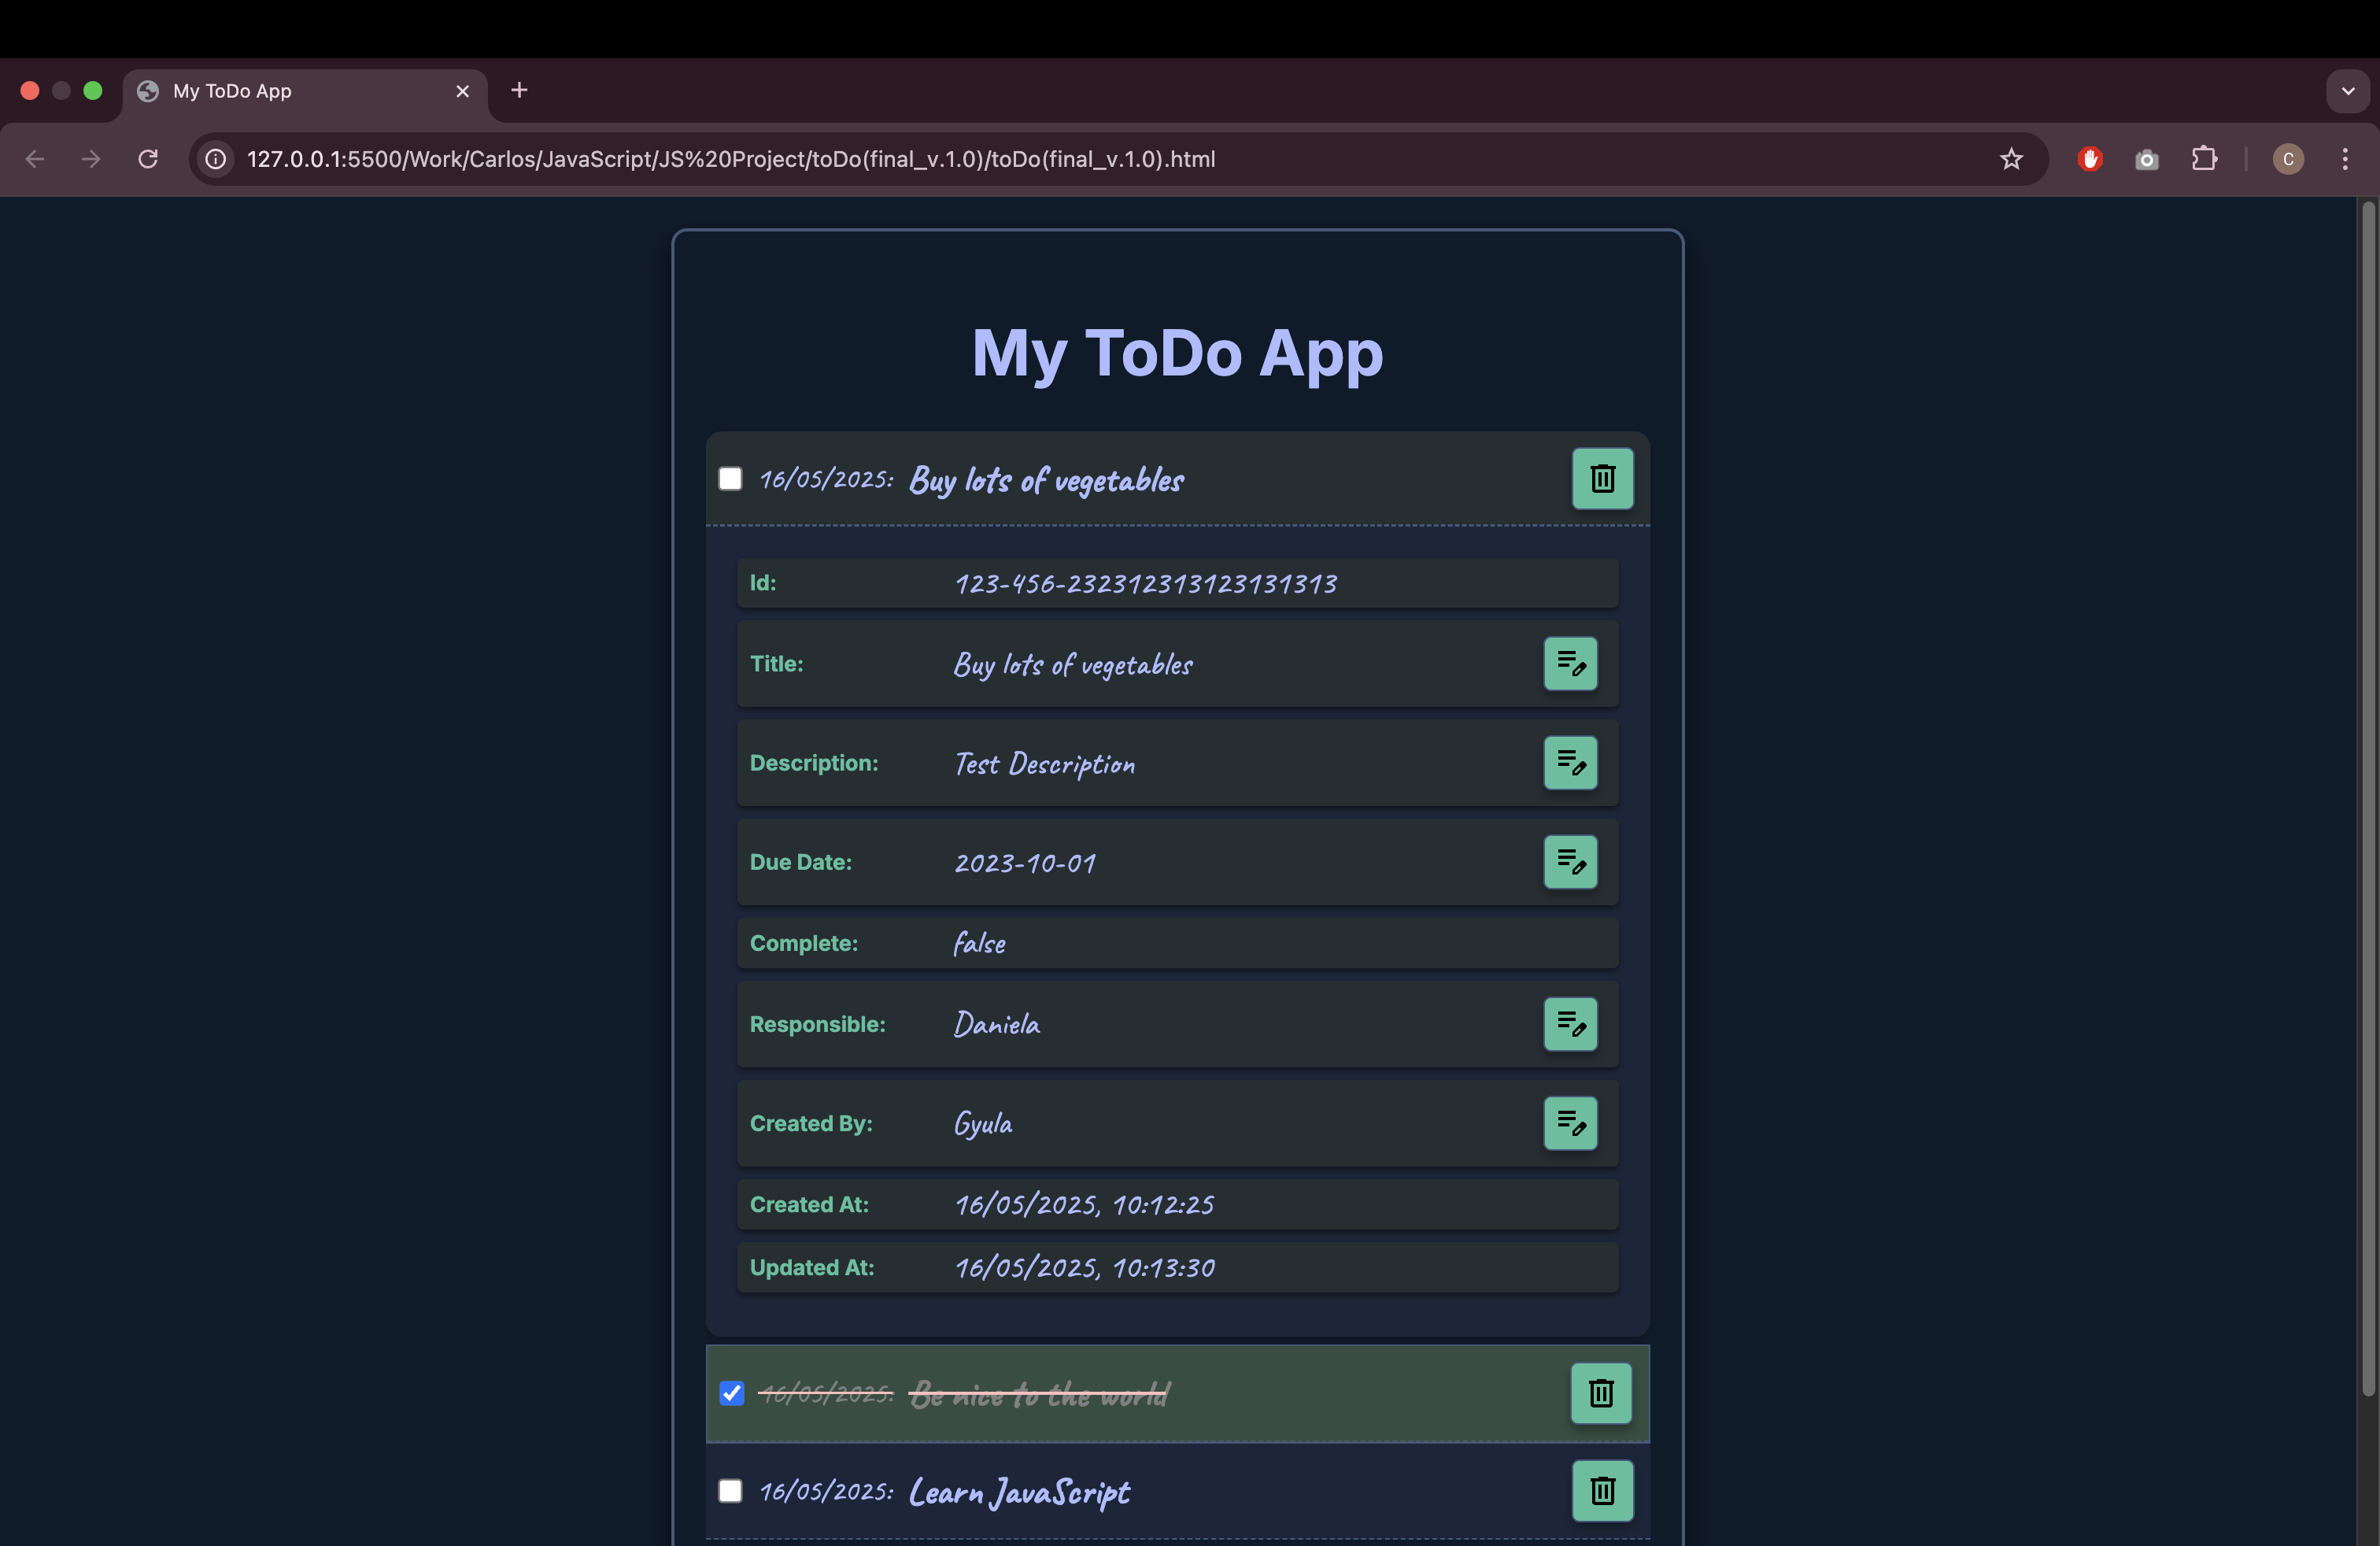 My ToDo App
127.0.0.1:5500/Work/Carlos/JavaScript/JS%20Project/toDo(final_v.1.0)/toDo(final_v.1.0).html
C
My ToDo App
16/05/2025: Buy lots of vegetables
Id: 123-456-232312313123131313
Title: Buy lots of vegetables
Description: Test Description
Due Date: 2023-10-01
Complete: false
Responsible: Daniela
Created By: Gyula
Created At: 16/05/2025, 10:12:25
Updated At: 16/05/2025, 10:13:30
16/05/2025: Be nice to the world
16/05/2025: Learn JavaScript